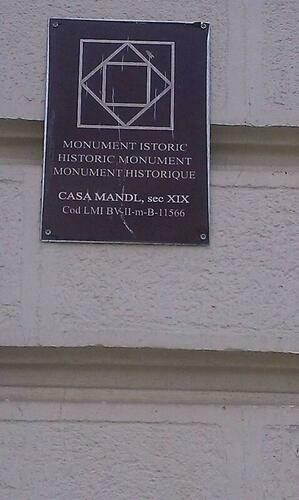 MONUMENT ISTORIC
HISTORIC MONUMENT
MONUMENT HISTORIQUE
CASA MANDL, sec XIX
Cod LMI BV-II-m-B-11566